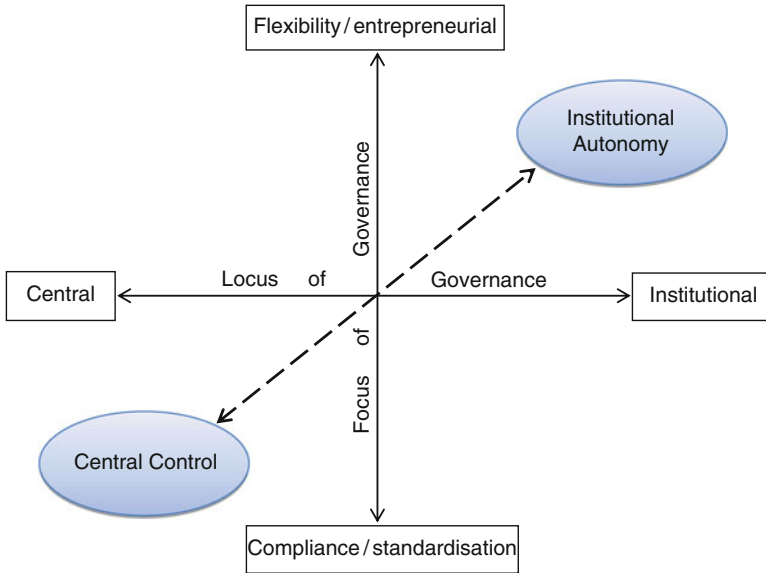 Flexibility / entrepreneurial
Institutional
Autonomy
Focus of Governance
Central
Locus of Governance
Institutional
Central Control
Compliance / standardisation